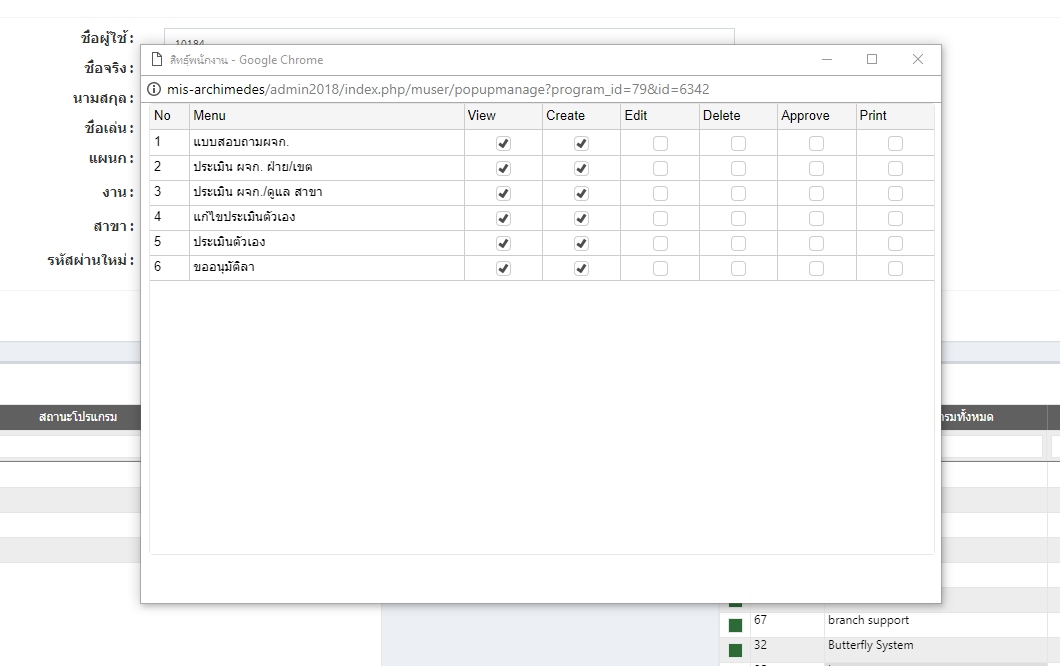 ชื่อผู้ใช้ :
ชื่อจริง :
นามสกุล :
ชื่อเล่น :
แผนก :
งาน :
สาขา :
รหัสผ่านใหม่ :
สิทธิ์พนักงาน - Google Chrome
mis-archimedes/admin2018/index.php/muser/popupmanage?program_id=79&id=6342
No Menu View Create Edit Delete Approve Print
1 แบบสอบถามผจก.
2 ประเมิน ผจก. ฝ่าย/เขต
3 ประเมิน ผจก./ดูแล สาขา
4 แก้ไขประเมินตัวเอง
5 ประเมินตัวเอง
6 ขออนุมัติลา
สถานะโปรแกรม
รมทั้งหมด
67 branch support
32 Butterfly System